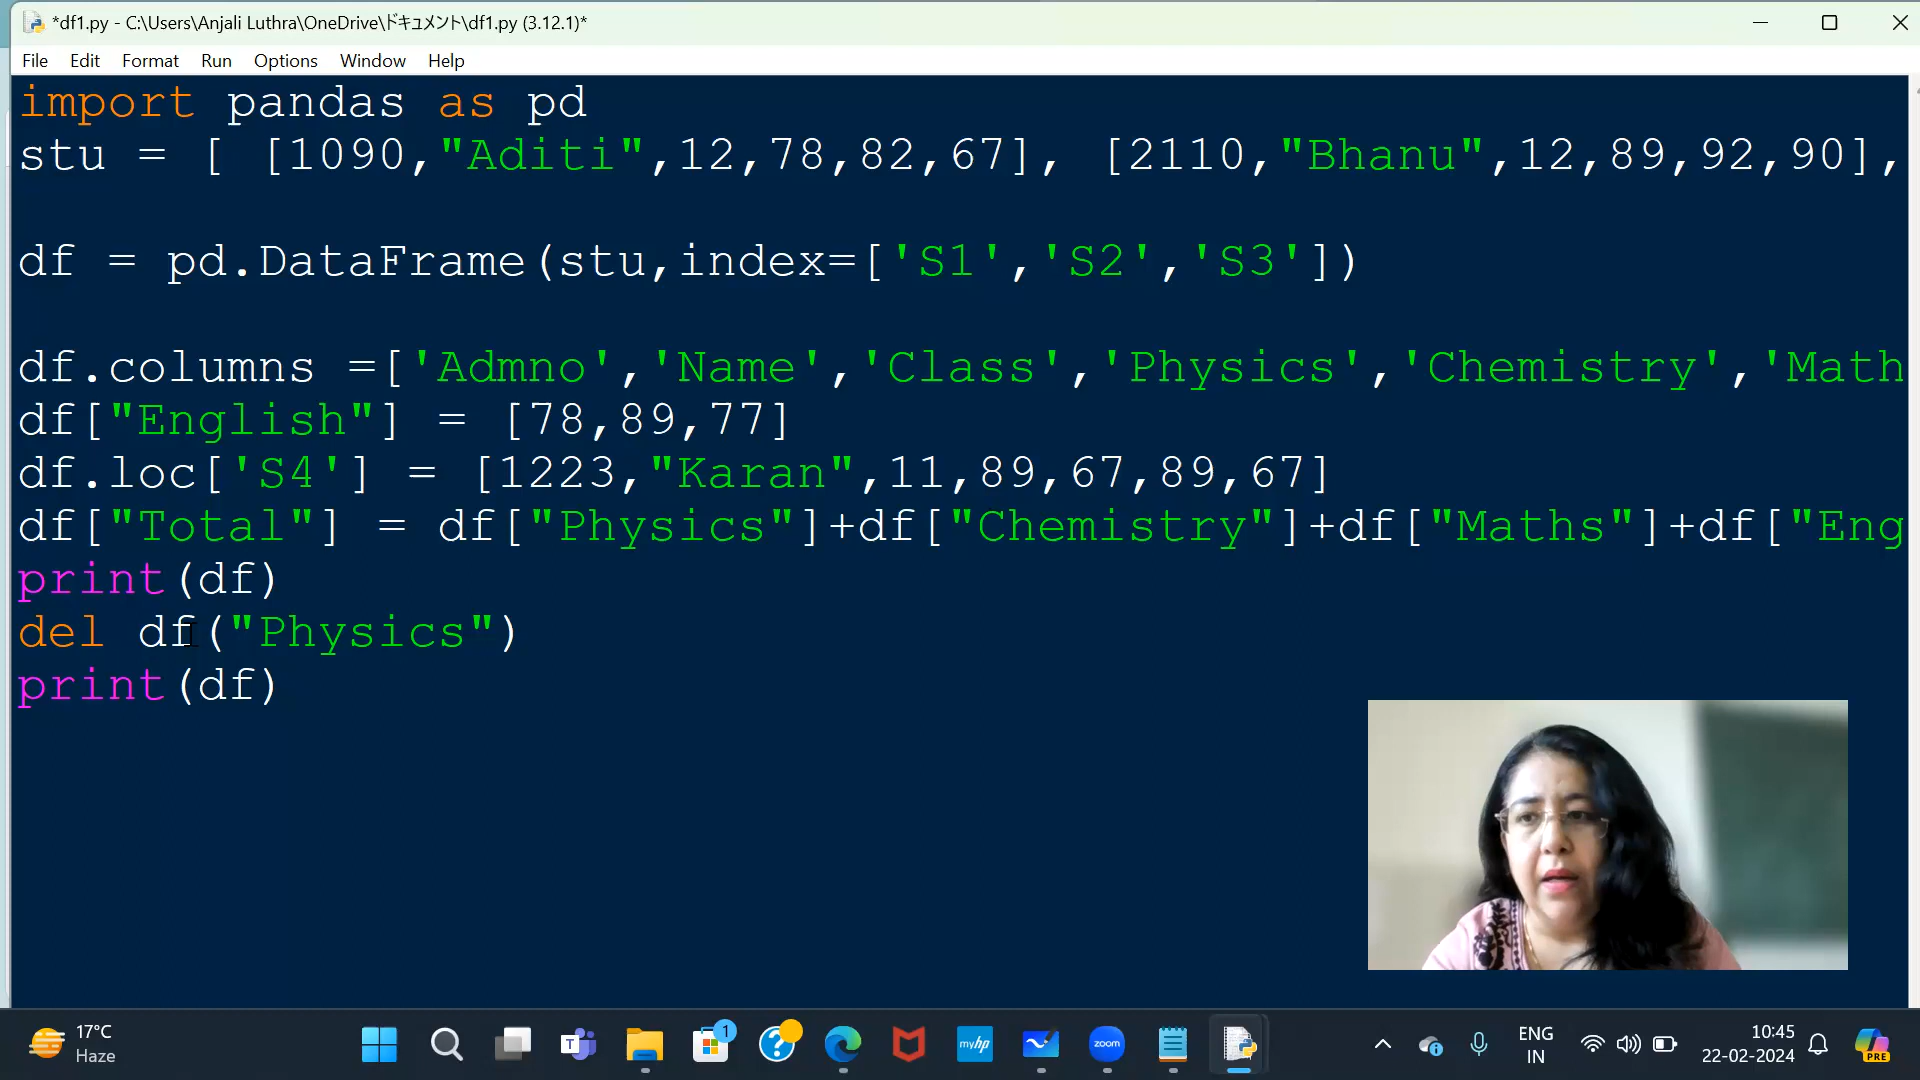 *df1.py - C:\Users\Anjali Luthra\OneDrive\ドキュメント\df1.py (3.12.1)*
File Edit Format Run Options Window Help
import pandas as pd
stu = [ [1090,"Aditi",12,78,82,67], [2110,"Bhanu",12,89,92,90],
df = pd.DataFrame(stu,index=['S1','S2','S3'])
df.columns =['Admno','Name','Class','Physics','Chemistry','Math
df["English"] = [78,89,77]
df.loc['S4'] = [1223,"Karan",11,89,67,89,67]
df["Total"] = df["Physics"]+df["Chemistry"]+df["Maths"]+df["Eng
print(df)
del df("Physics")
print(df)
17°C
Haze
1
myhp
zoom
ENG
IN
10:45
22-02-2024
PRE